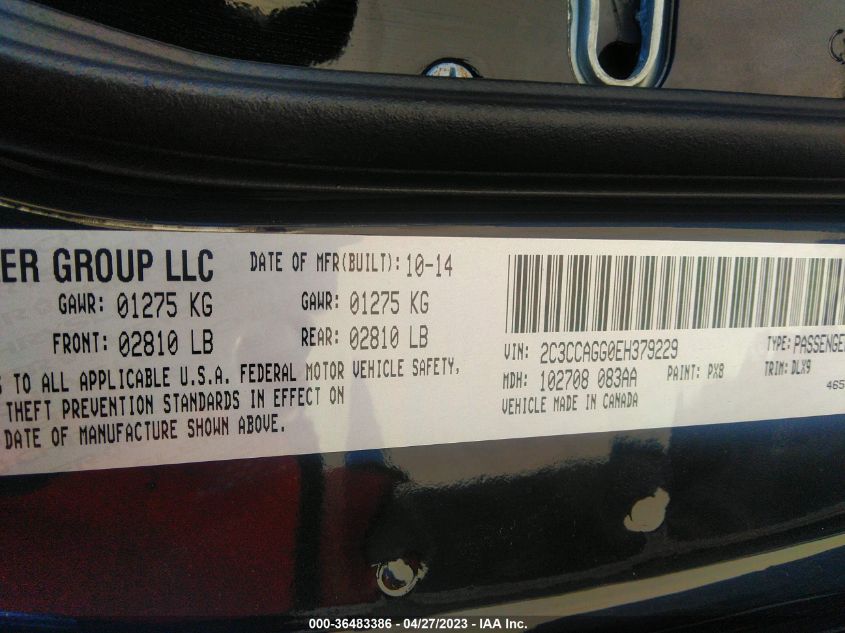 ER GROUP LLC
DATE OF MFR(BUILT): 10-14
GAWR: 01275 KG GAWR: 01275 KG
FRONT: 02810 LB REAR: 02810 LB
S TO ALL APPLICABLE U.S.A. FEDERAL MOTOR VEHICLE SAFETY,
THEFT PREVENTION STANDARDS IN EFFECT ON
DATE OF MANUFACTURE SHOWN ABOVE.
VIN: 2C3CCAGG0EH379229 TYPE: PASSENGE
MDH: 102708 083AA PAINT: PX8 TRIM: DLX9
VEHICLE MADE IN CANADA 465
000-36483386 - 04/27/2023 - IAA Inc.